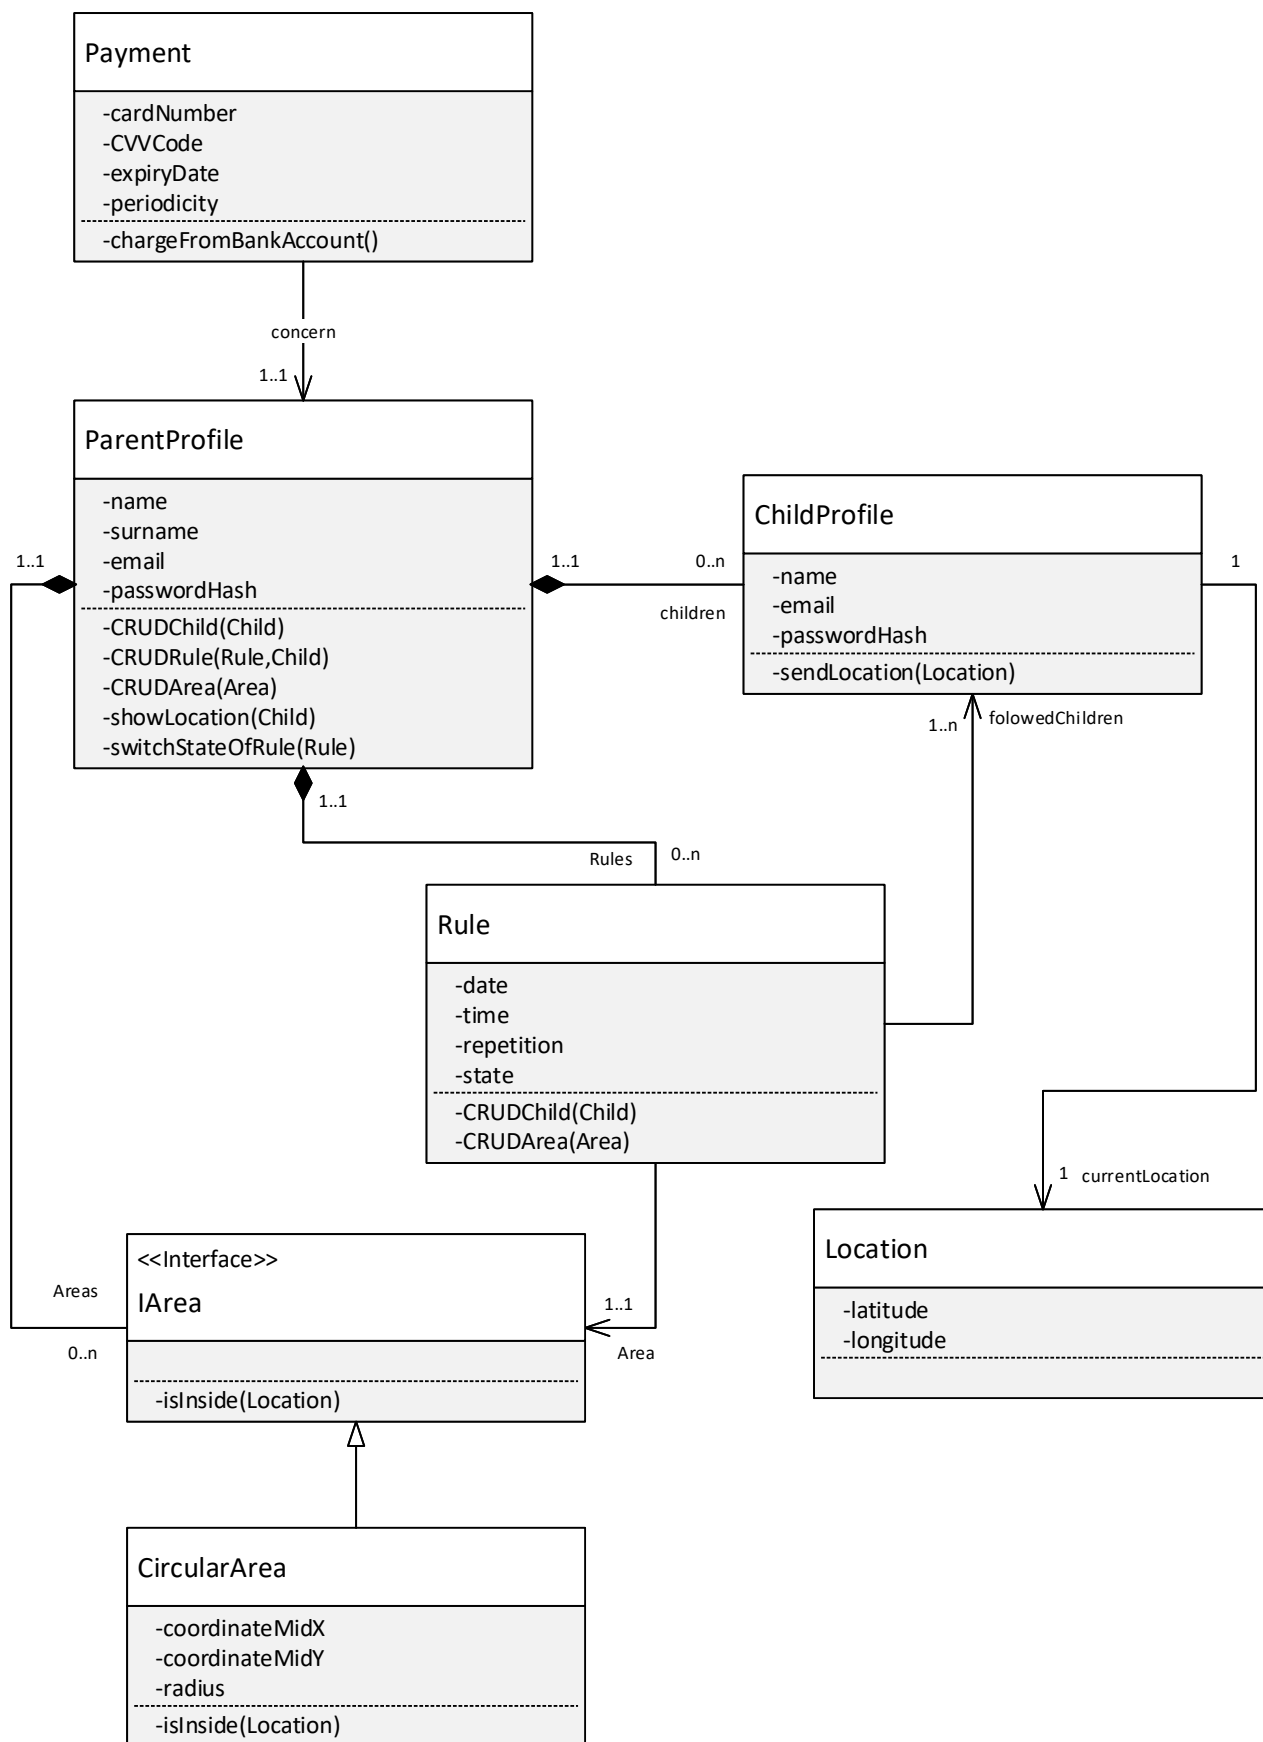 Payment
-cardNumber
-CVVCode
-expiryDate
-periodicity
-chargeFromBankAccount()
concern
1..1
ParentProfile
-name
-surname
-email
-passwordHash
-CRUDChild(Child)
-CRUDRule(Rule,Child)
-CRUDArea(Area)
-showLocation(Child)
-switchStateOfRule(Rule)
1..1
1..1
0..n
children
ChildProfile
-name
-email
-passwordHash
-sendLocation(Location)
1
1..n
folowedChildren
1..1
Rules
0..n
Rule
-date
-time
-repetition
-state
-CRUDChild(Child)
-CRUDArea(Area)
1
currentLocation
Location
-latitude
-longitude
<<Interface>>
IArea
-isInside(Location)
Areas
0..n
1..1
Area
CircularArea
-coordinateMidX
-coordinateMidY
-radius
-isInside(Location)